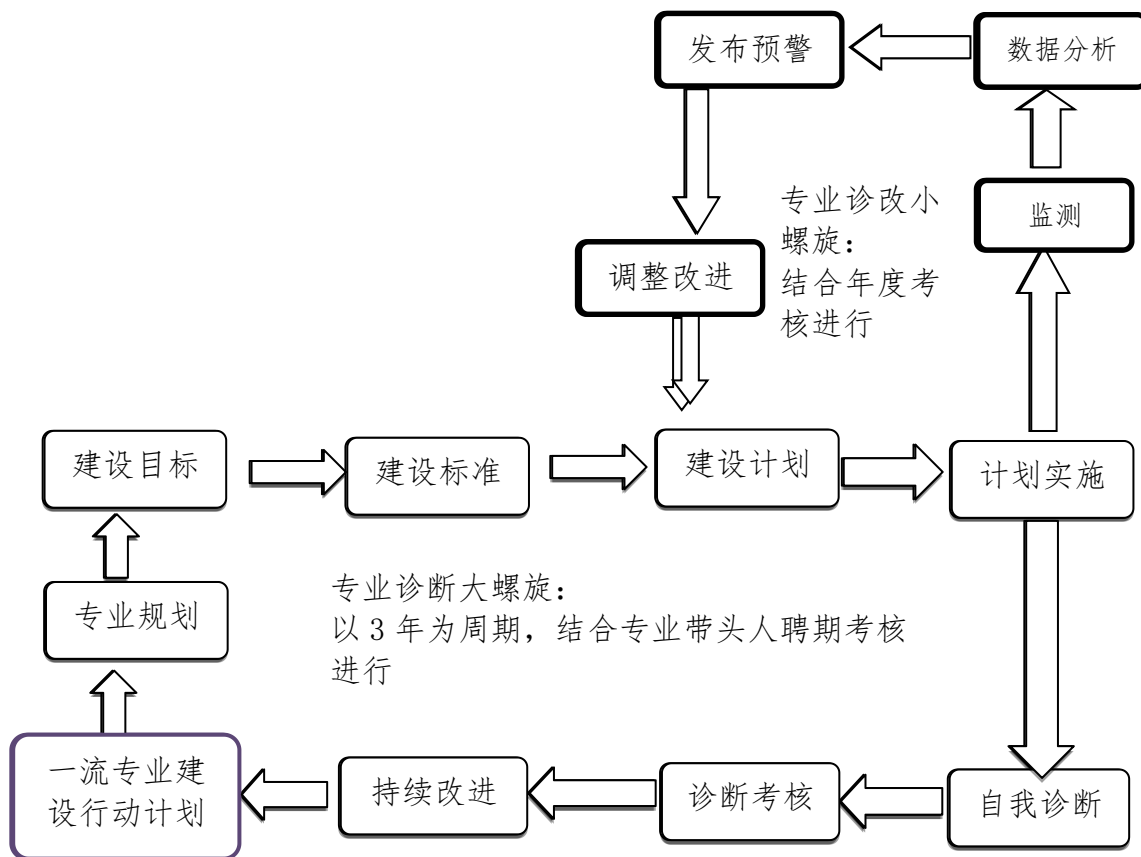 发布预警
数据分析
专业诊改小
螺旋：
结合年度考
核进行
监测
调整改进
建设目标
建设标准
建设计划
计划实施
专业规划
专业诊断大螺旋：
以 3 年为周期，结合专业带头人聘期考核
进行
一流专业建
设行动计划
持续改进
诊断考核
自我诊断